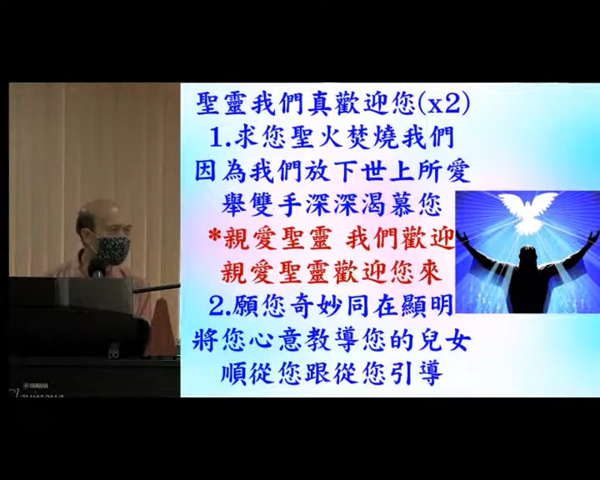 聖靈我們真歡迎您(x2)
1.求您聖火焚燒我們
因為我們放下世上所愛
舉雙手深深渴慕您
*親愛聖靈 我們歡迎
親愛聖靈歡迎您來
2.願您奇妙同在顯明
將您心意教導您的兒女
順從您跟從您引導
YAMAHA